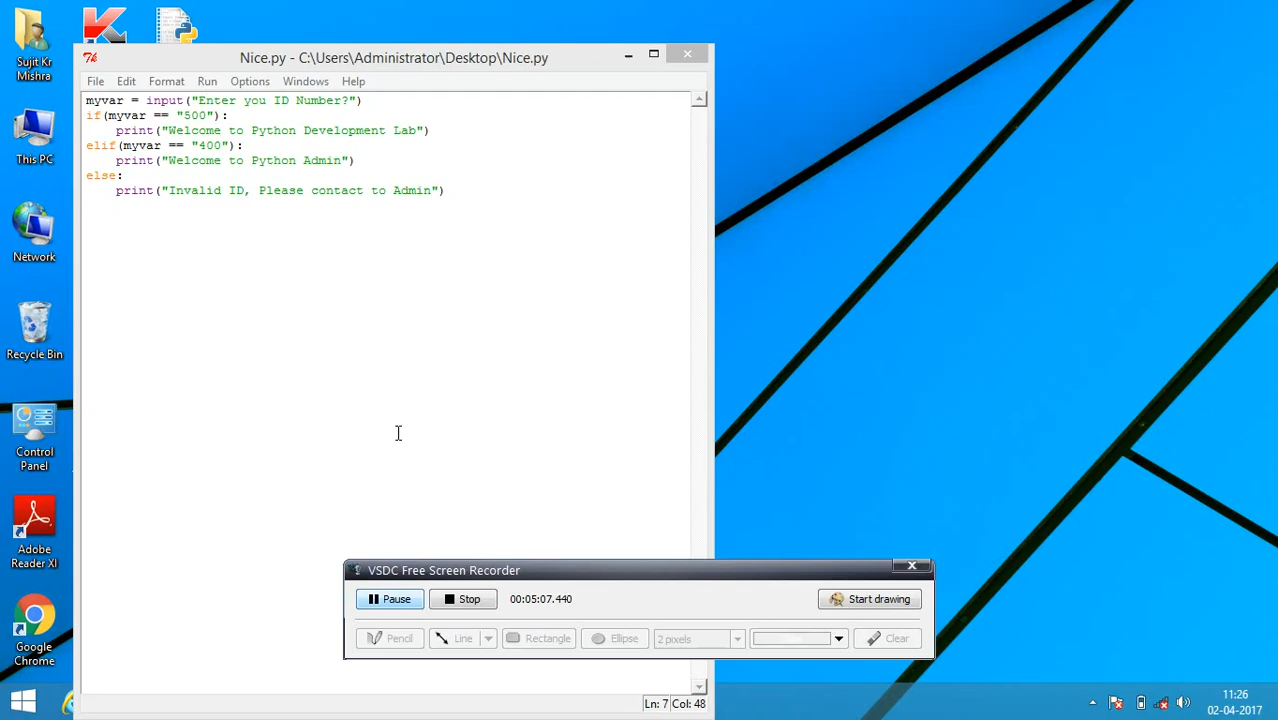 Sujit Kr
Mishra
This PC
Network
Recycle Bin
Control
Panel
Adobe
Reader XI
Google
Chrome
Nice.py - C:\Users\Administrator\Desktop\Nice.py
File Edit Format Run Options Windows Help
myvar = input("Enter you ID Number?")
if(myvar == "500"):
    print("Welcome to Python Development Lab")
elif(myvar == "400"):
    print("Welcome to Python Admin")
else:
    print("Invalid ID, Please contact to Admin")
VSDC Free Screen Recorder
Pause Stop 00:05:07.440 Start drawing
Pencil Line Rectangle Ellipse 2 pixels Clear
Ln: 7 Col: 48
11:26
02-04-2017